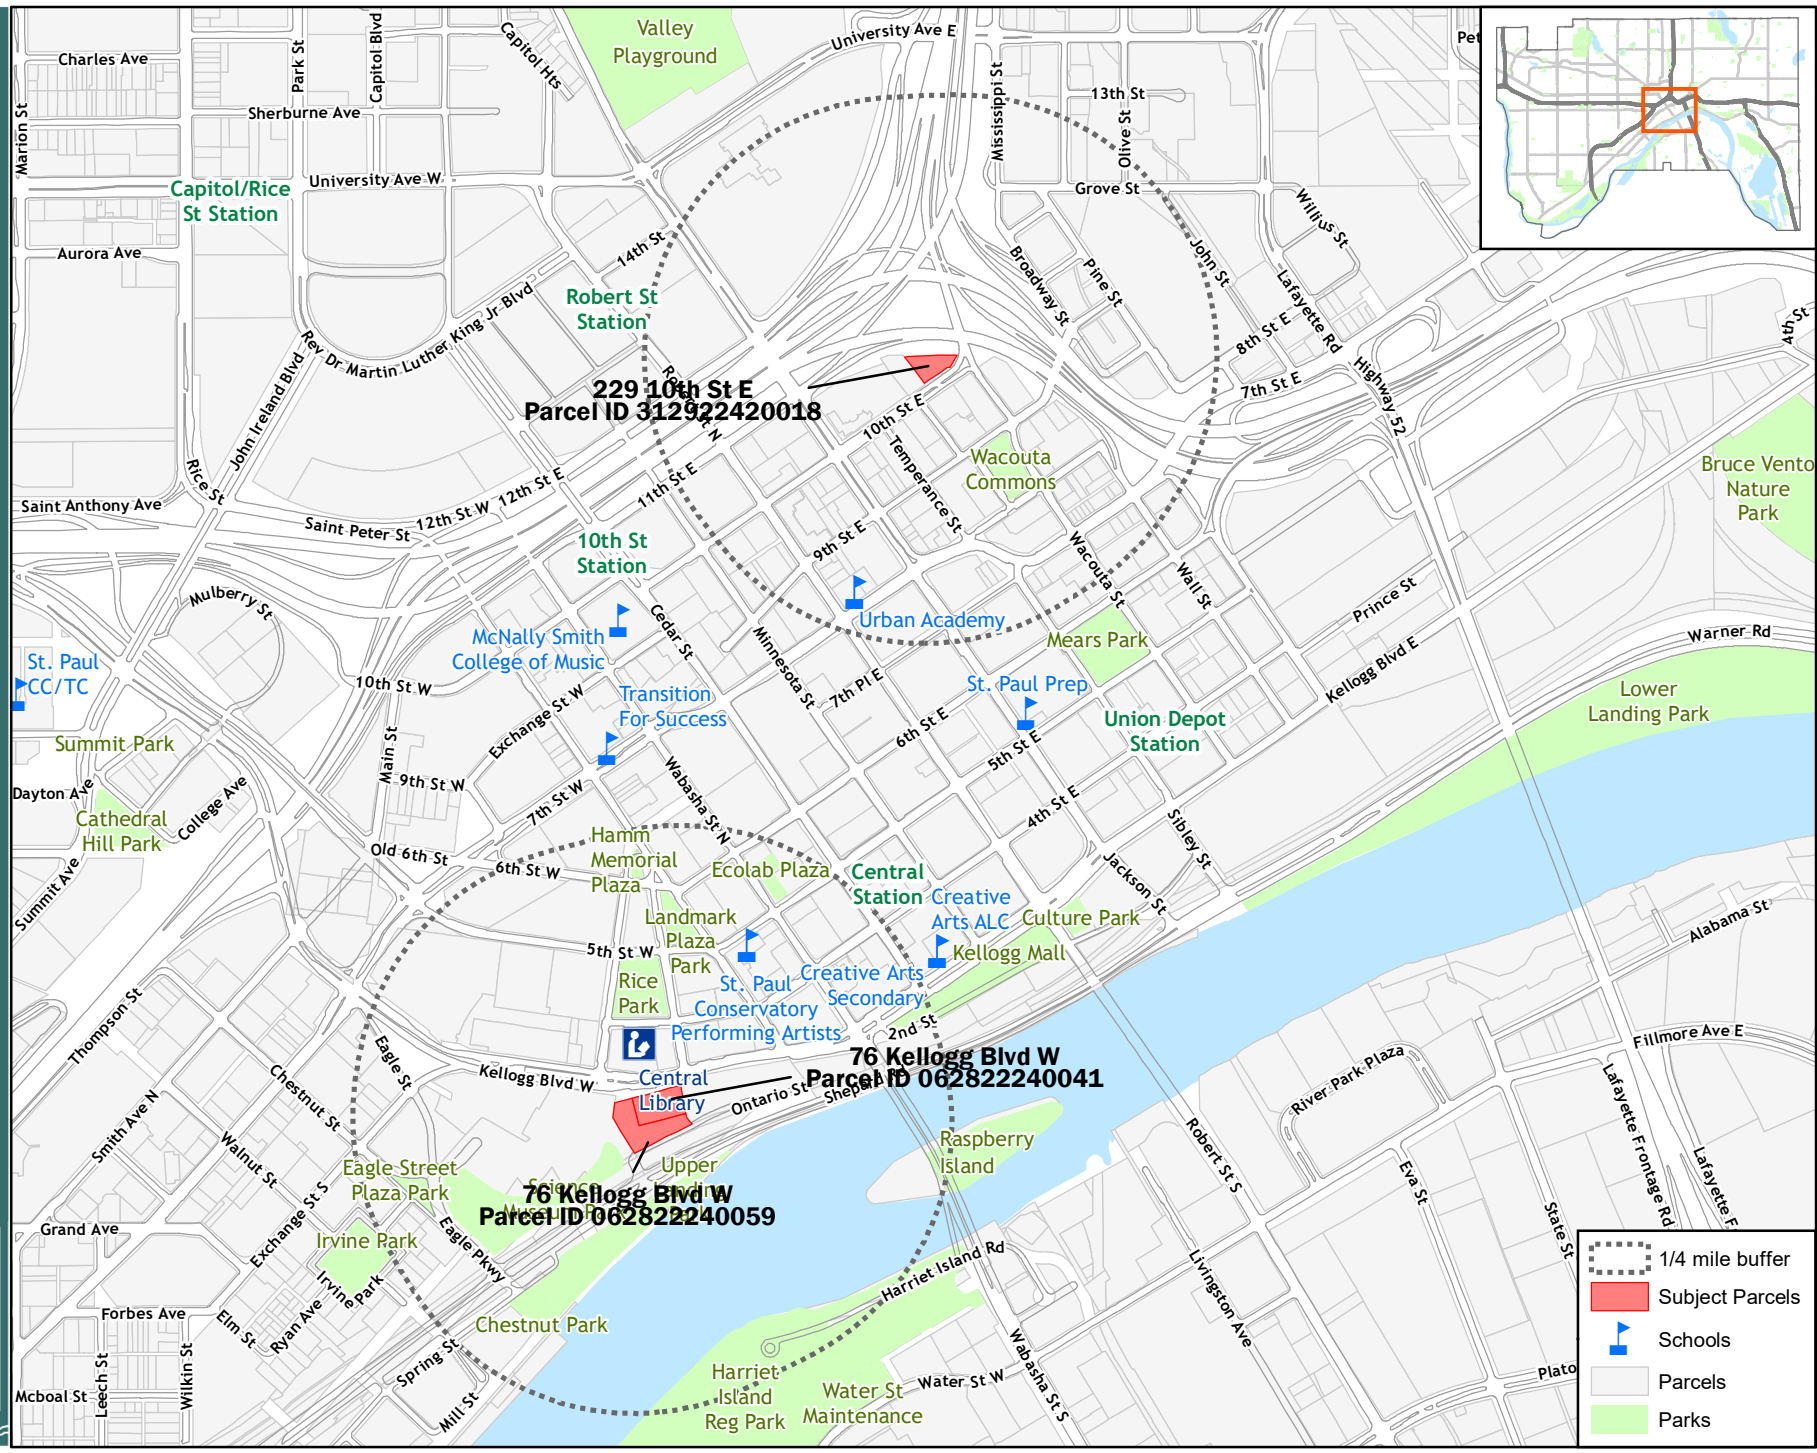 Valley
Playground
University Ave E
Charles Ave
Park St
Capitol Blvd
Capitol Hts
Marion St
Sherburne Ave
Mississippi St
13th St
Olive St
Capitol/Rice
St Station
University Ave W
Grove St
Willius St
Aurora Ave
14th St
Broadway St
Pine St
John St
Lafayette Rd
Robert St
Station
Rev Dr Martin Luther King Jr Blvd
John Ireland Blvd
8th St E
4th St
229 10th St E
Parcel ID 312922420018
7th St E
Highway 52
10th St E
Temperance St
Wacouta
Commons
Bruce Vento
Nature
Park
Rice St
Saint Anthony Ave
Saint Peter St
12th St W
12th St E
11th St E
10th St
Station
9th St E
Wacouta St
Wall St
Prince St
Mulberry St
Urban Academy
Mears Park
McNally Smith
College of Music
Cedar St
Minnesota St
Kellogg Blvd E
Warner Rd
St. Paul
CC/TC
10th St W
Exchange St W
Transition
For Success
7th Pl E
St. Paul Prep
6th St E
5th St E
Union Depot
Station
Lower
Landing Park
Summit Park
Main St
9th St W
7th St W
Wabasha St N
Dayton Ave
College Ave
Cathedral
Hill Park
4th St E
Sibley St
Old 6th St
6th St W
Hamm
Memorial
Plaza
Ecolab Plaza
Central
Station
Jackson St
Summit Ave
Creative
Arts ALC
Culture Park
Landmark
Plaza
Park
5th St W
Kellogg Mall
Alabama St
Rice
Park
St. Paul
Conservatory
Performing Artists
Creative Arts
Secondary
2nd St
Thompson St
Eagle St
Kellogg Blvd W
Central
Library
76 Kellogg Blvd W
Parcel ID 062822240041
Ontario St
Fillmore Ave E
River Park Plaza
Chestnut St
Smith Ave N
Walnut St
Raspberry
Island
Robert St S
Lafayette Frontage Rd
Eagle Street
Plaza Park
Upper
76 Kellogg Blvd W
Parcel ID 062822240059
Eva St
State St
Grand Ave
Exchange St S
Irvine Park
Eagle Pkwy
Irvine Park
Harriet Island Rd
Livingston Ave
Forbes Ave
Elm St
Ryan Ave
Chestnut Park
Spring St
Leech St
Wilkin St
Mcboal St
Mill St
Harriet
Island
Reg Park
Water St
Maintenance
Water St W
Wabasha St S
Plato
1/4 mile buffer
Subject Parcels
Schools
Parcels
Parks